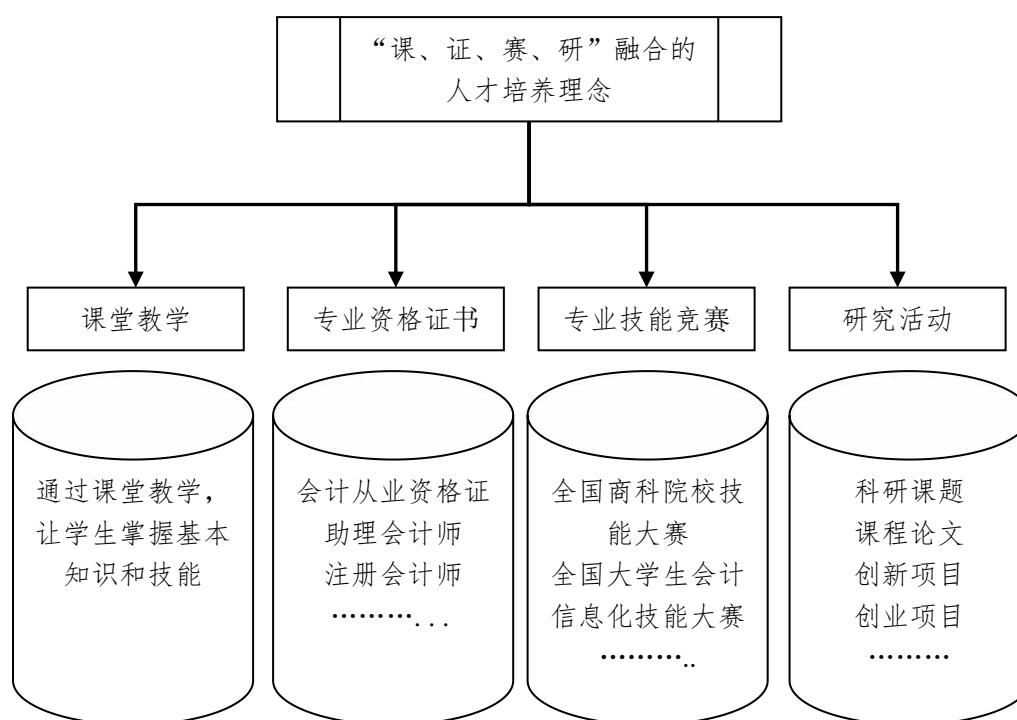 “课、证、赛、研”融合的
人才培养理念
课堂教学
专业资格证书
专业技能竞赛
研究活动
通过课堂教学，
让学生掌握基本
知识和技能
会计从业资格证
助理会计师
注册会计师
………...
全国商科院校技
能大赛
全国大学生会计
信息化技能大赛
………..
科研课题
课程论文
创新项目
创业项目
………